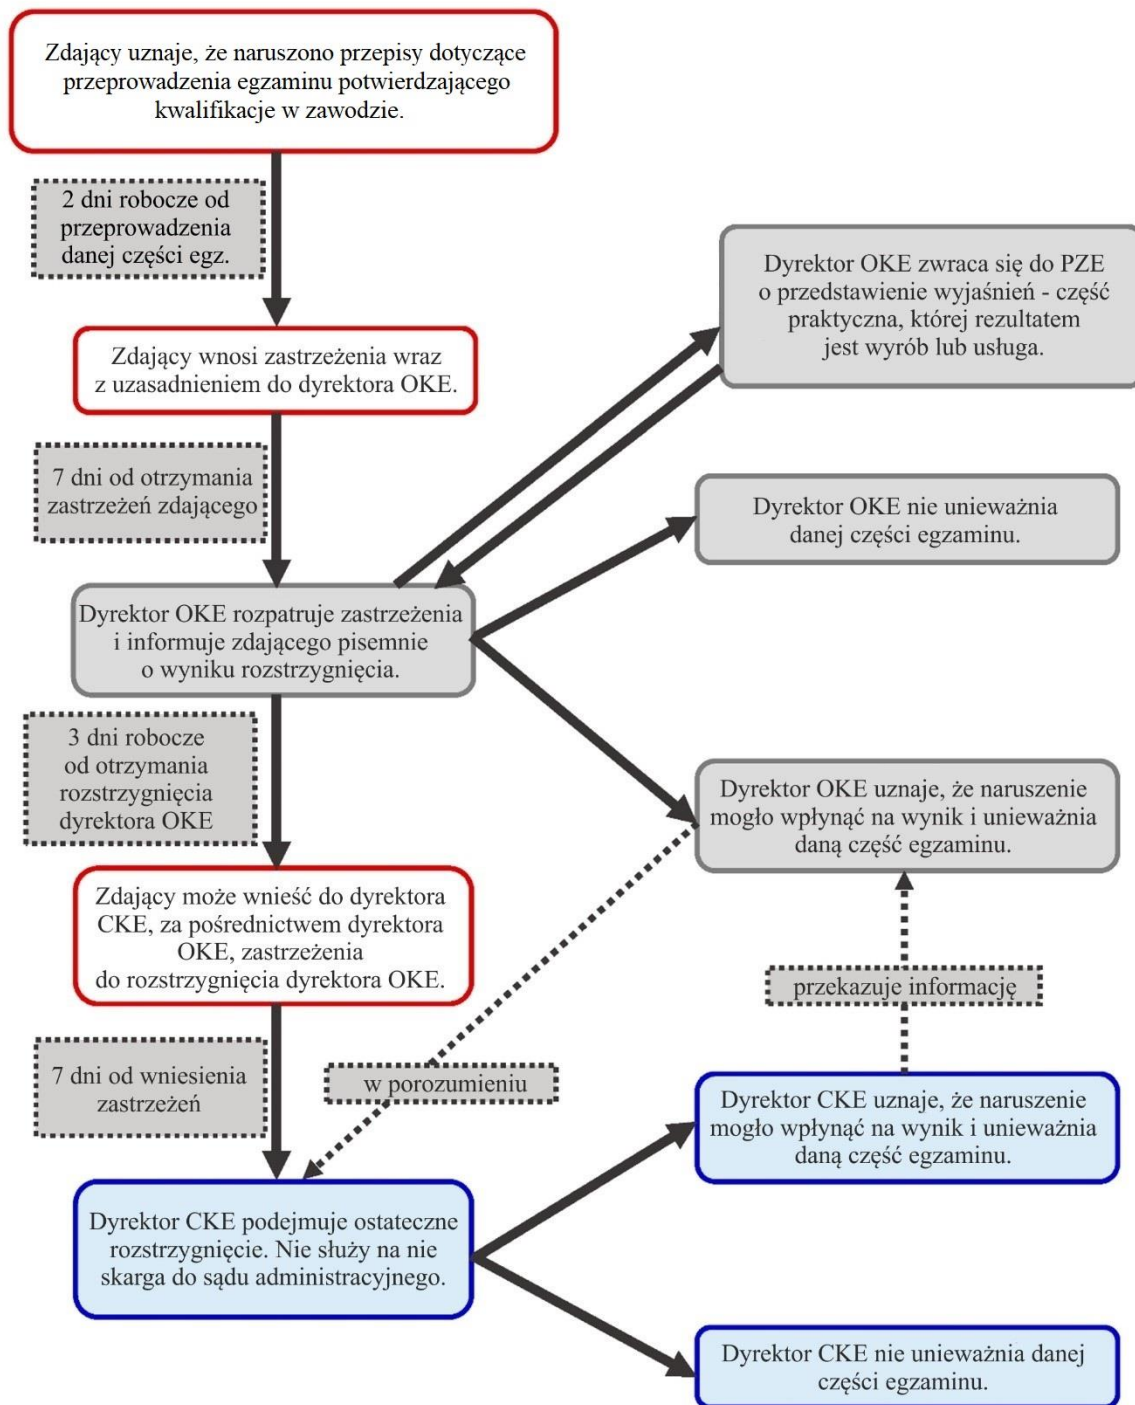 Zdający uznaje, że naruszono przepisy dotyczące
przeprowadzenia egzaminu potwierdzającego
kwalifikacje w zawodzie.
2 dni robocze od
przeprowadzenia
danej części egz.
Dyrektor OKE zwraca się do PZE
o przedstawienie wyjaśnień - część
praktyczna, której rezultatem
jest wyrób lub usługa.
Zdający wnosi zastrzeżenia wraz
z uzasadnieniem do dyrektora OKE.
7 dni od otrzymania
zastrzeżeń zdającego
Dyrektor OKE nie unieważnia
danej części egzaminu.
Dyrektor OKE rozpatruje zastrzeżenia
i informuje zdającego pisemnie
o wyniku rozstrzygnięcia.
3 dni robocze
od otrzymania
rozstrzygnięcia
dyrektora OKE
Dyrektor OKE uznaje, że naruszenie
mogło wpłynąć na wynik i unieważnia
daną część egzaminu.
Zdający może wnieść do dyrektora
CKE, za pośrednictwem dyrektora
OKE, zastrzeżenia
do rozstrzygnięcia dyrektora OKE.
przekazuje informację
7 dni od wniesienia
zastrzeżeń
w porozumieniu
Dyrektor CKE uznaje, że naruszenie
mogło wpłynąć na wynik i unieważnia
daną część egzaminu.
Dyrektor CKE podejmuje ostateczne
rozstrzygnięcie. Nie służy na nie
skarga do sądu administracyjnego.
Dyrektor CKE nie unieważnia danej
części egzaminu.